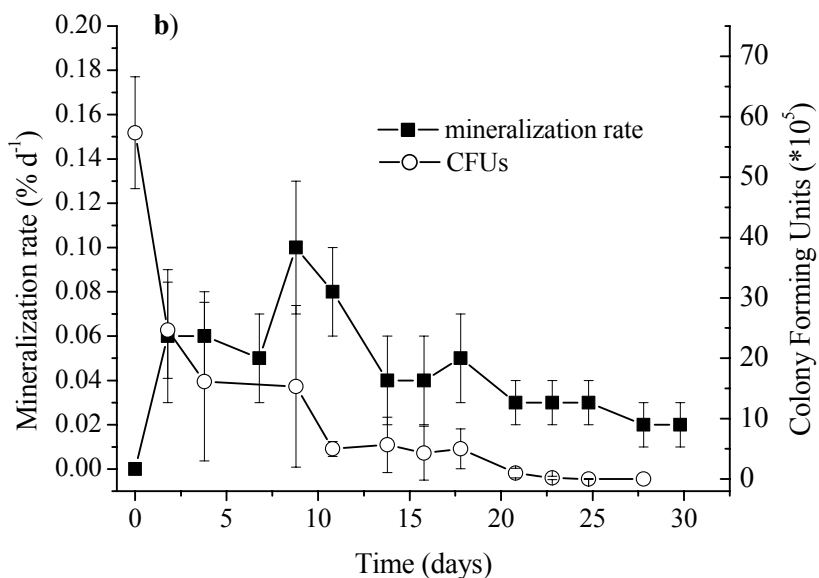 b)
0.20
0.18
0.16
0.14
0.12
0.10
0.08
0.06
0.04
0.02
0.00
Mineralization rate (% d⁻¹)
mineralization rate
CFUs
70
60
50
40
30
20
10
0
Colony Forming Units (*10⁵)
0 5 10 15 20 25 30
Time (days)